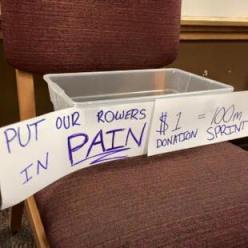 PUT OUR ROWERS
IN PAIN
$1 = 100m
DONATION SPRINT